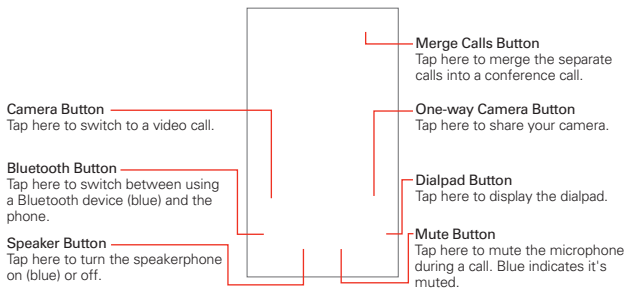 Merge Calls Button
Tap here to merge the separate
calls into a conference call.
Camera Button
Tap here to switch to a video call.
One-way Camera Button
Tap here to share your camera.
Bluetooth Button
Tap here to switch between using
a Bluetooth device (blue) and the
phone.
Dialpad Button
Tap here to display the dialpad.
Speaker Button
Tap here to turn the speakerphone
on (blue) or off.
Mute Button
Tap here to mute the microphone
during a call. Blue indicates it's
muted.